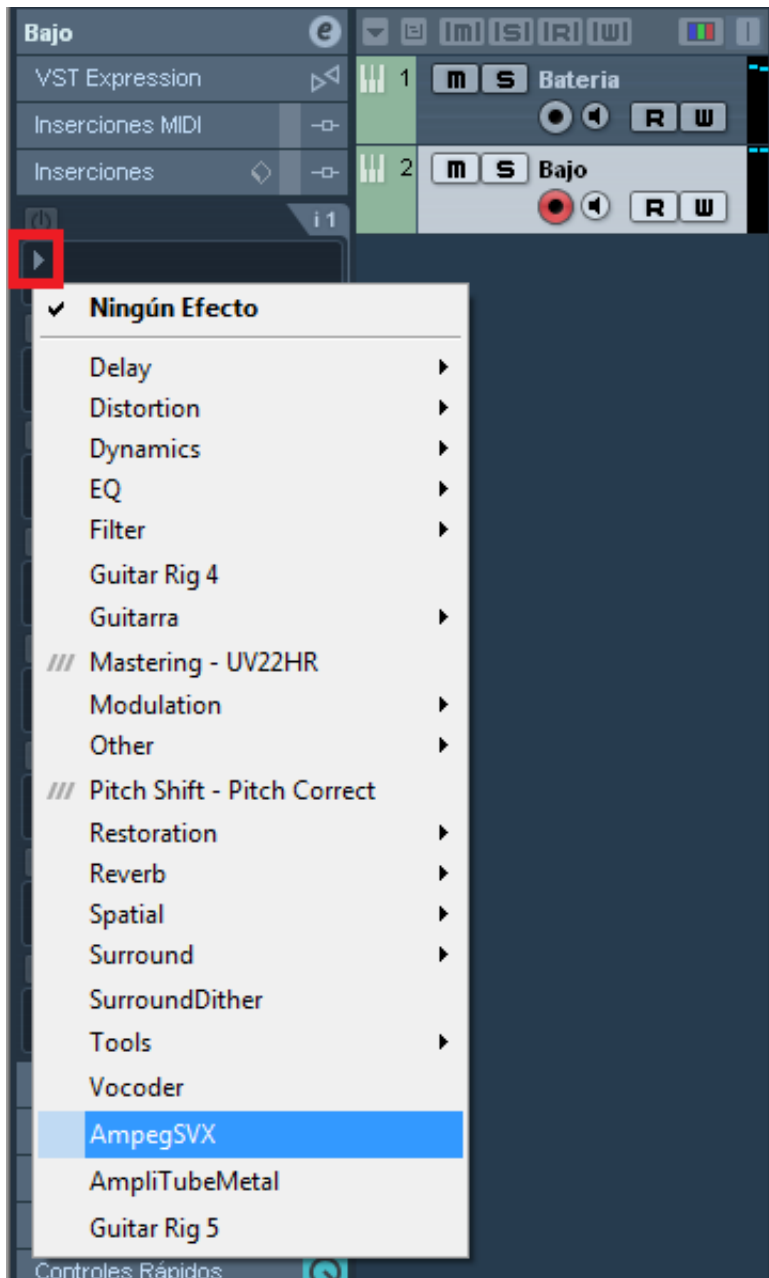 Bajo e M S R W
VST Expression
1 M S Bateria
Inserciones MIDI
R W
Inserciones
2 M S Bajo
R W
i 1
Ningún Efecto
Delay
Distortion
Dynamics
EQ
Filter
Guitar Rig 4
Guitarra
Mastering - UV22HR
Modulation
Other
Pitch Shift - Pitch Correct
Restoration
Reverb
Spatial
Surround
SurroundDither
Tools
Vocoder
AmpegSVX
AmpliTubeMetal
Guitar Rig 5
Controles Rápidos